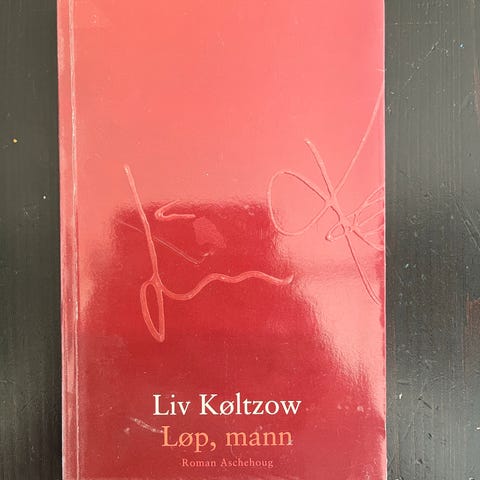 Liv Køltzow
Løp, mann
Roman Aschehoug